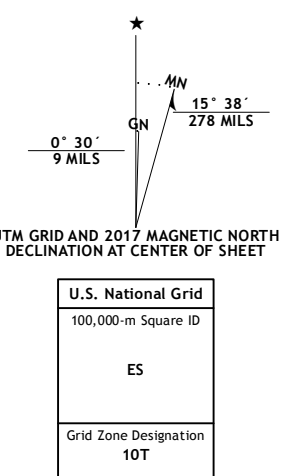 ★
MN
15° 38´
278 MILS
GN
0° 30´
9 MILS
UTM GRID AND 2017 MAGNETIC NORTH
DECLINATION AT CENTER OF SHEET
U.S. National Grid
100,000-m Square ID
ES
Grid Zone Designation
10T